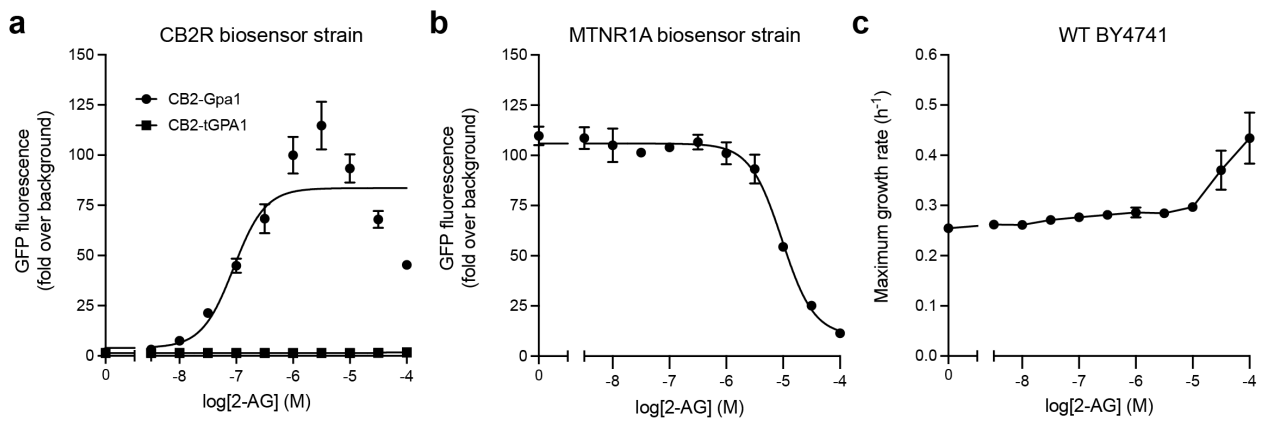 a
CB2R biosensor strain
150
125
100
75
50
25
0
GFP fluorescence
(fold over background)
CB2-Gpa1
CB2-tGPA1
0
-8
-7
-6
-5
-4
log[2-AG] (M)
b
MTNR1A biosensor strain
150
125
100
75
50
25
0
GFP fluorescence
(fold over background)
0
-8
-7
-6
-5
-4
log[2-AG] (M)
c
WT BY4741
0.6
0.5
0.4
0.3
0.2
0.1
0.0
Maximum growth rate (h⁻¹)
0
-8
-7
-6
-5
-4
log[2-AG] (M)